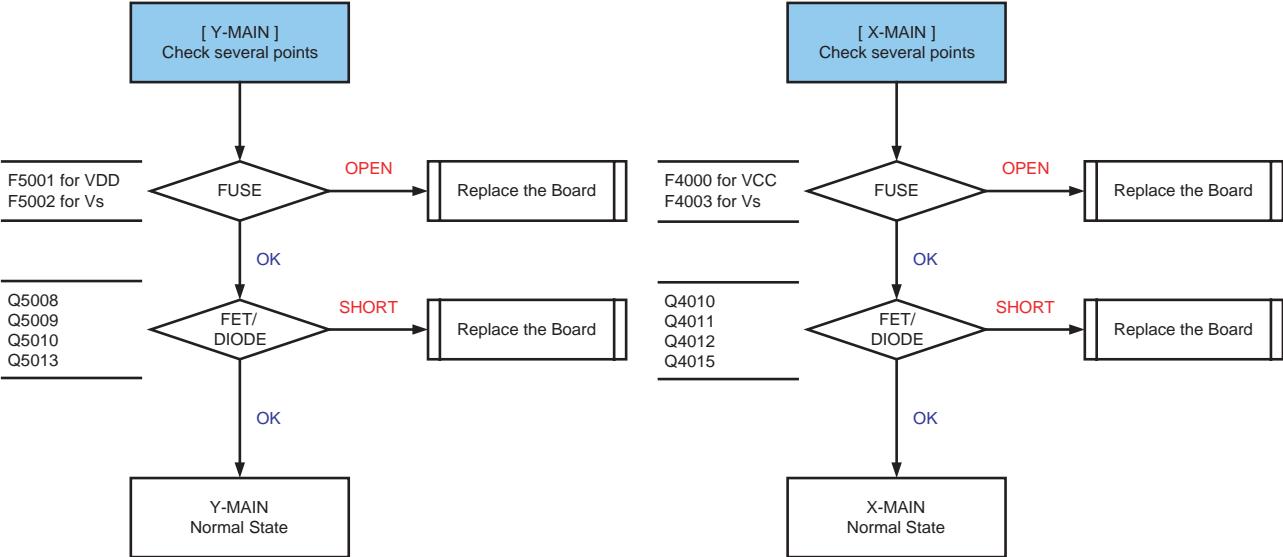 [ Y-MAIN ]
Check several points
F5001 for VDD
F5002 for Vs
FUSE
OPEN
Replace the Board
OK
Q5008
Q5009
Q5010
Q5013
FET/
DIODE
SHORT
Replace the Board
OK
Y-MAIN
Normal State
[ X-MAIN ]
Check several points
F4000 for VCC
F4003 for Vs
FUSE
OPEN
Replace the Board
OK
Q4010
Q4011
Q4012
Q4015
FET/
DIODE
SHORT
Replace the Board
OK
X-MAIN
Normal State